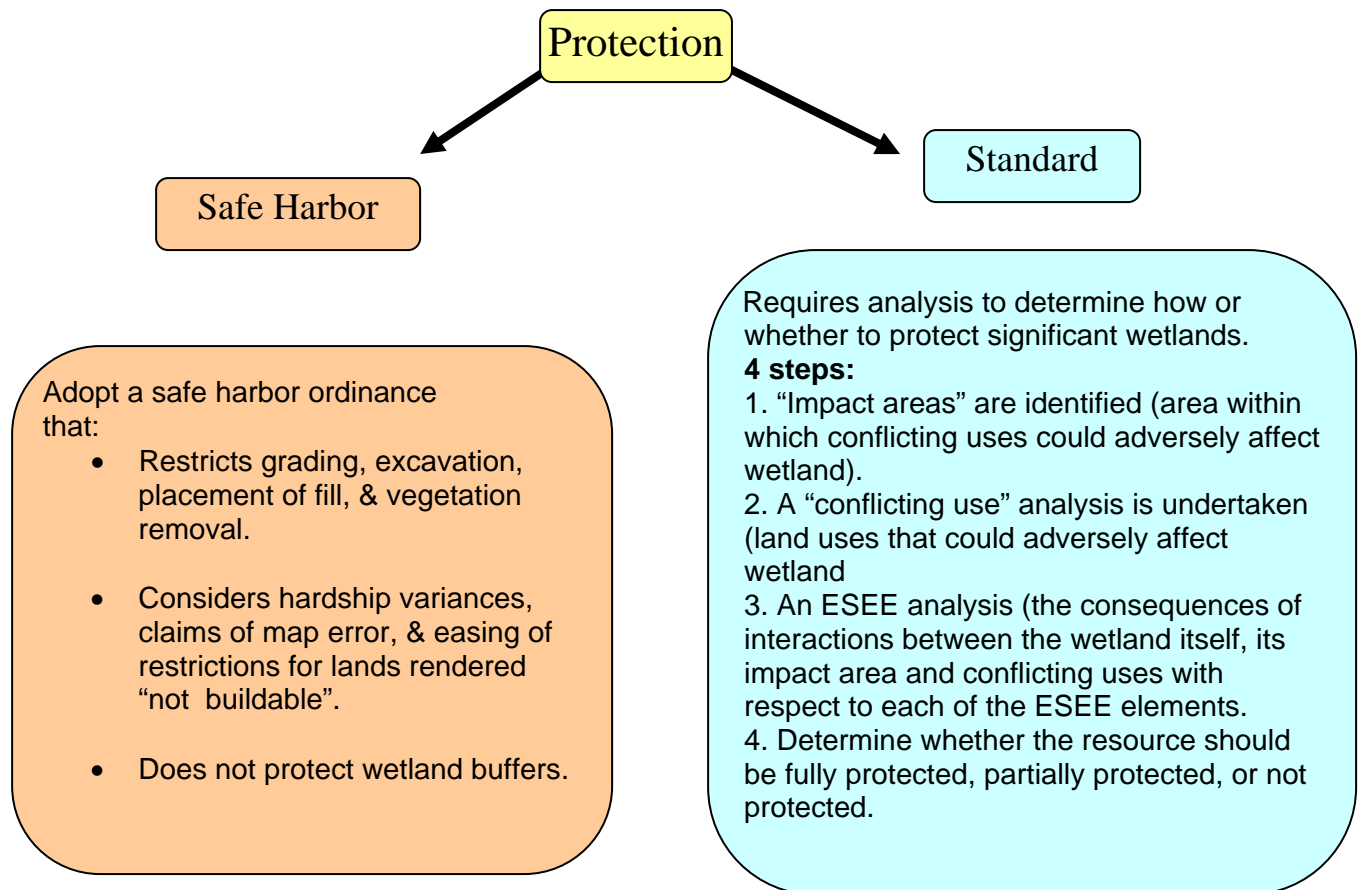 Protection
Safe Harbor
Standard
Adopt a safe harbor ordinance
that:
• Restricts grading, excavation,
placement of fill, & vegetation
removal.
• Considers hardship variances,
claims of map error, & easing of
restrictions for lands rendered
“not buildable”.
• Does not protect wetland buffers.
Requires analysis to determine how or
whether to protect significant wetlands.
4 steps:
1. “Impact areas” are identified (area within
which conflicting uses could adversely affect
wetland).
2. A “conflicting use” analysis is undertaken
(land uses that could adversely affect
wetland
3. An ESEE analysis (the consequences of
interactions between the wetland itself, its
impact area and conflicting uses with
respect to each of the ESEE elements.
4. Determine whether the resource should
be fully protected, partially protected, or not
protected.